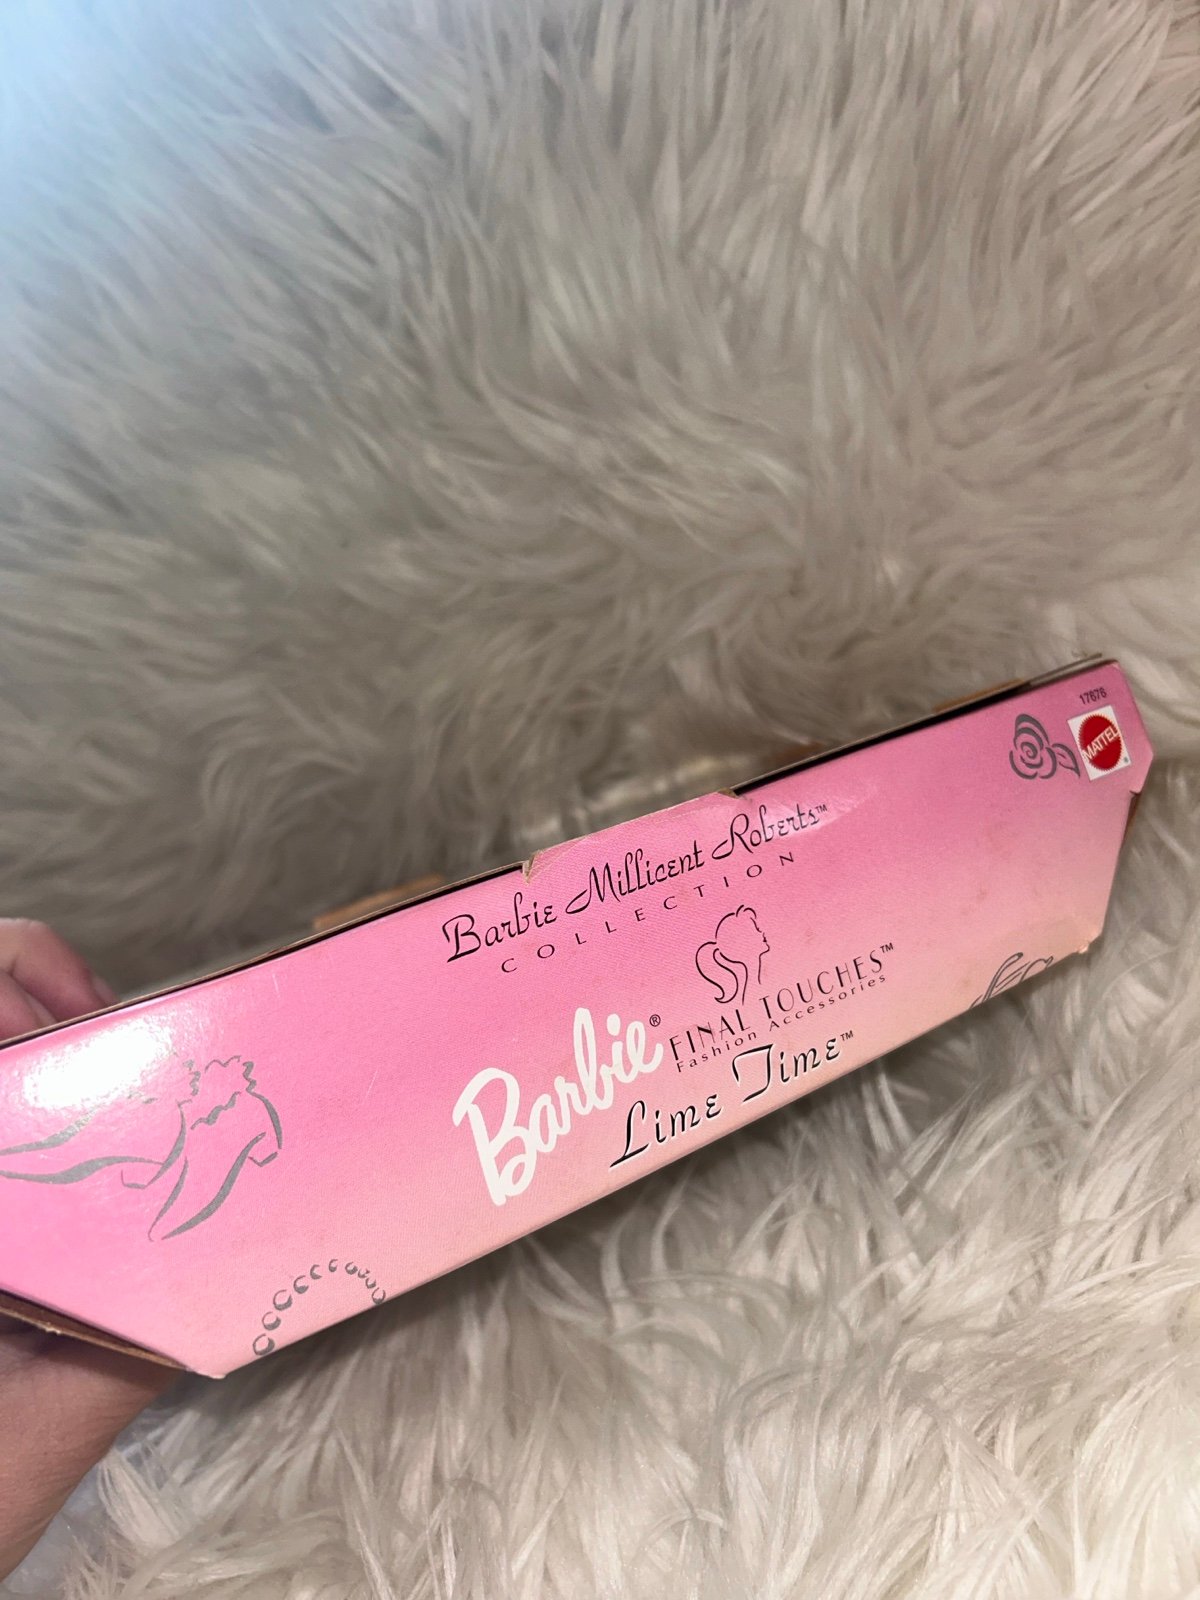 17676
MATTEL
®
Barbie Millicent Roberts™
COLLECTION
Barbie®
FINAL TOUCHES™
Fashion Accessories
Lime Time™